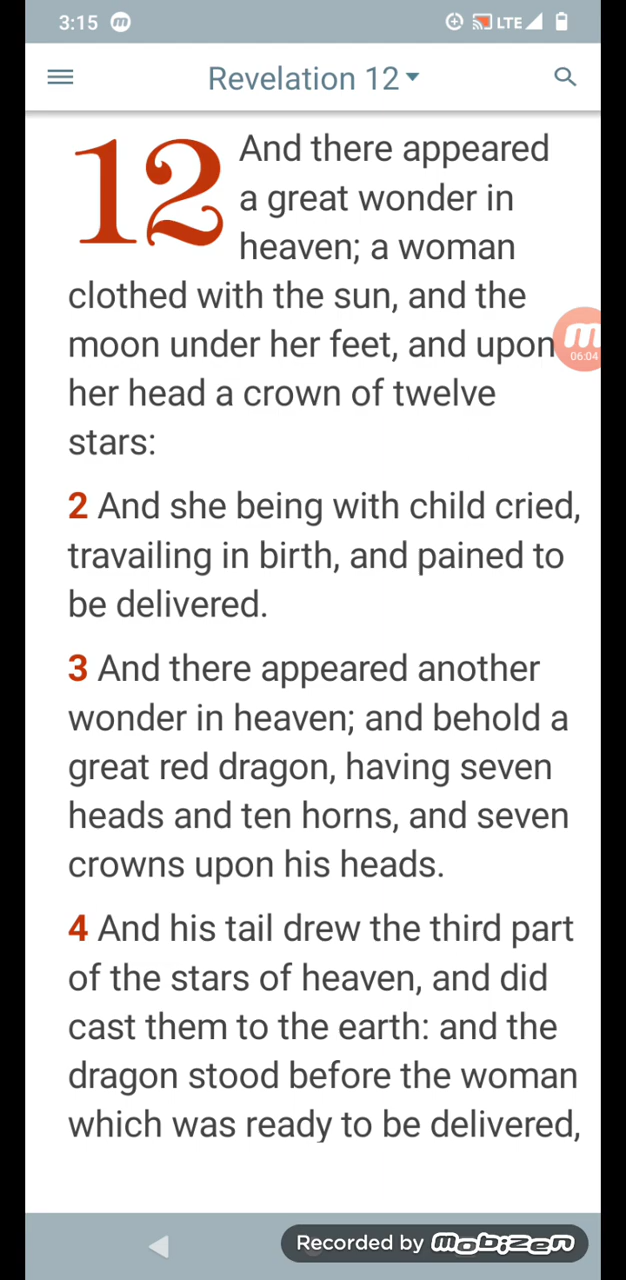 3:15 m LTE
Revelation 12
12 And there appeared
a great wonder in
heaven; a woman
clothed with the sun, and the
moon under her feet, and upon
m
06:04
her head a crown of twelve
stars:
2 And she being with child cried,
travailing in birth, and pained to
be delivered.
3 And there appeared another
wonder in heaven; and behold a
great red dragon, having seven
heads and ten horns, and seven
crowns upon his heads.
4 And his tail drew the third part
of the stars of heaven, and did
cast them to the earth: and the
dragon stood before the woman
which was ready to be delivered,
Recorded by mobizen